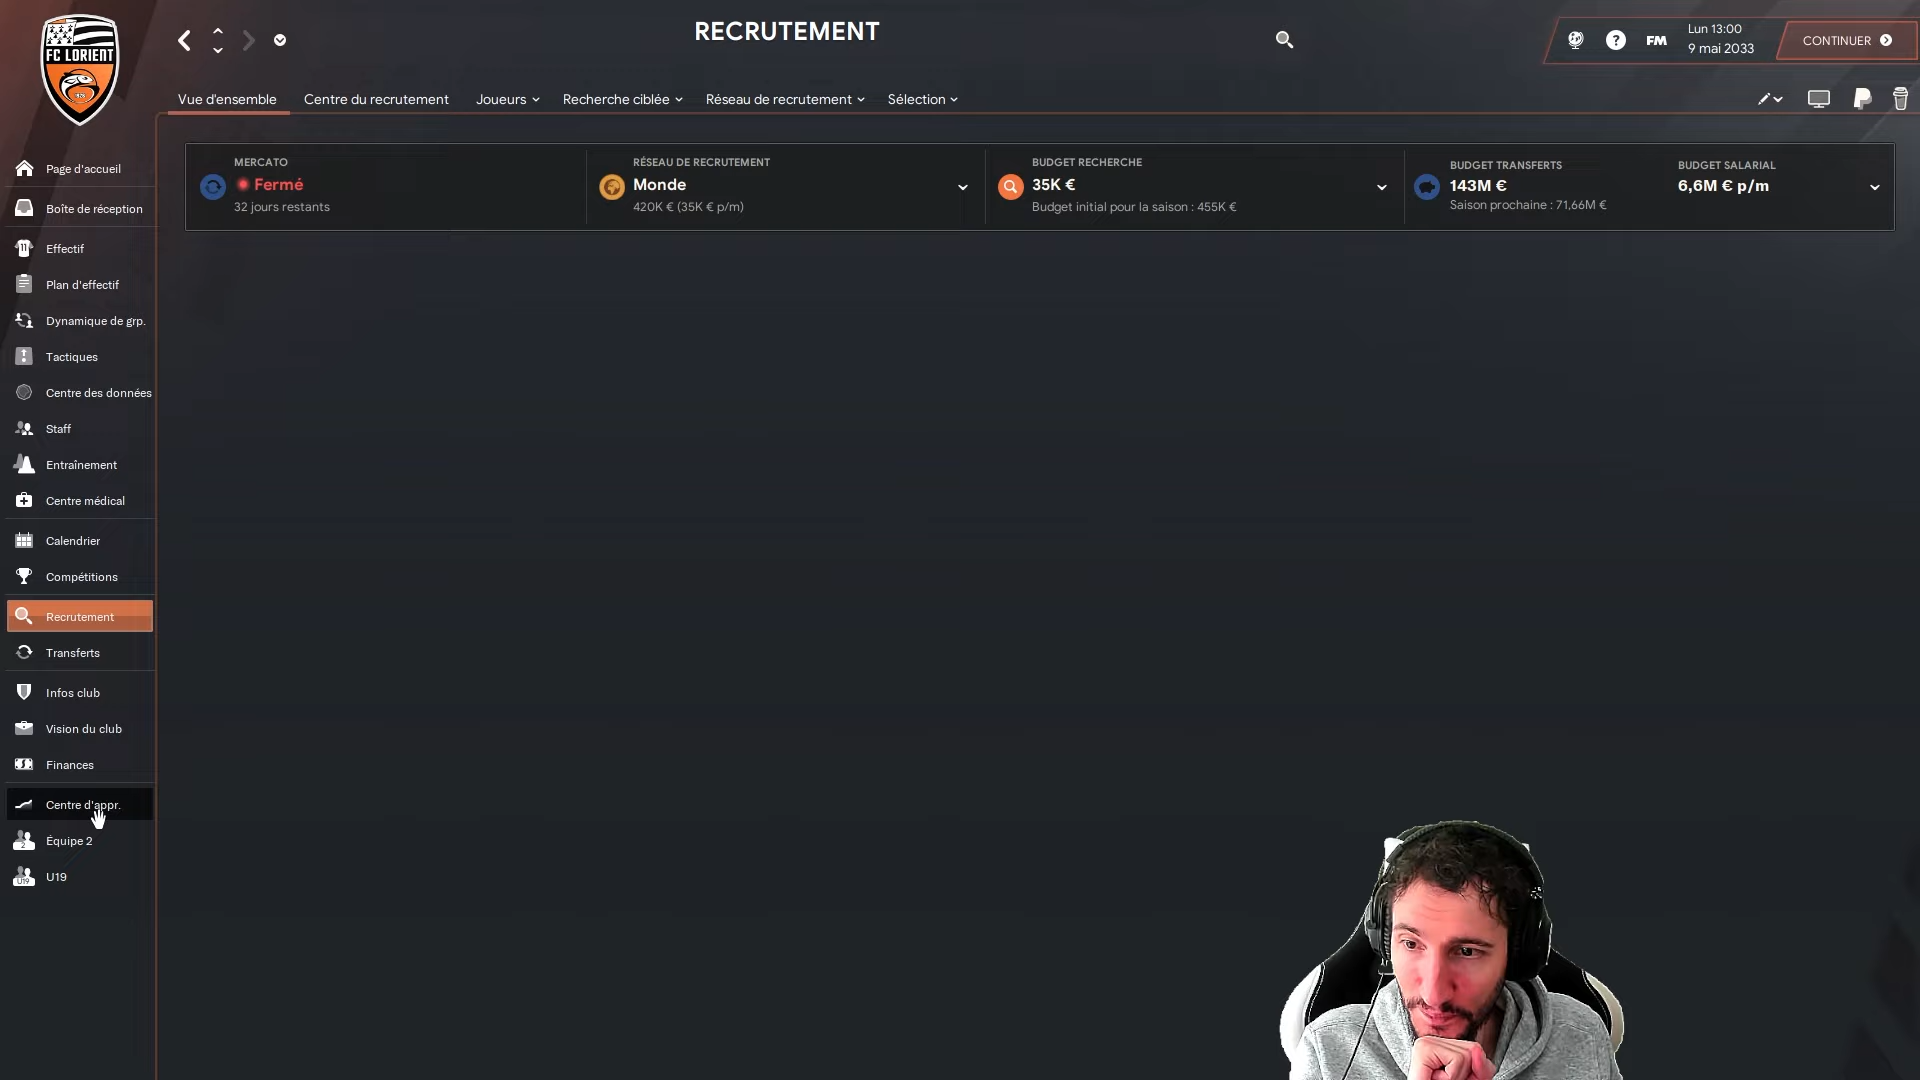 FC LORIENT
RECRUTEMENT
FM
Lun 13:00
9 mai 2033
CONTINUER
Vue d'ensemble
Centre du recrutement
Joueurs
Recherche ciblée
Réseau de recrutement
Sélection
MERCATO
Fermé
32 jours restants
RÉSEAU DE RECRUTEMENT
Monde
420K € (35K € p/m)
BUDGET RECHERCHE
35K €
Budget initial pour la saison : 455K €
BUDGET TRANSFERTS
143M €
Saison prochaine : 71,66M €
BUDGET SALARIAL
6,6M € p/m
Page d'accueil
Boîte de réception
Effectif
Plan d'effectif
Dynamique de grp.
Tactiques
Centre des données
Staff
Entraînement
Centre médical
Calendrier
Compétitions
Recrutement
Transferts
Infos club
Vision du club
Finances
Centre d'appr.
2
Équipe 2
U19
U19